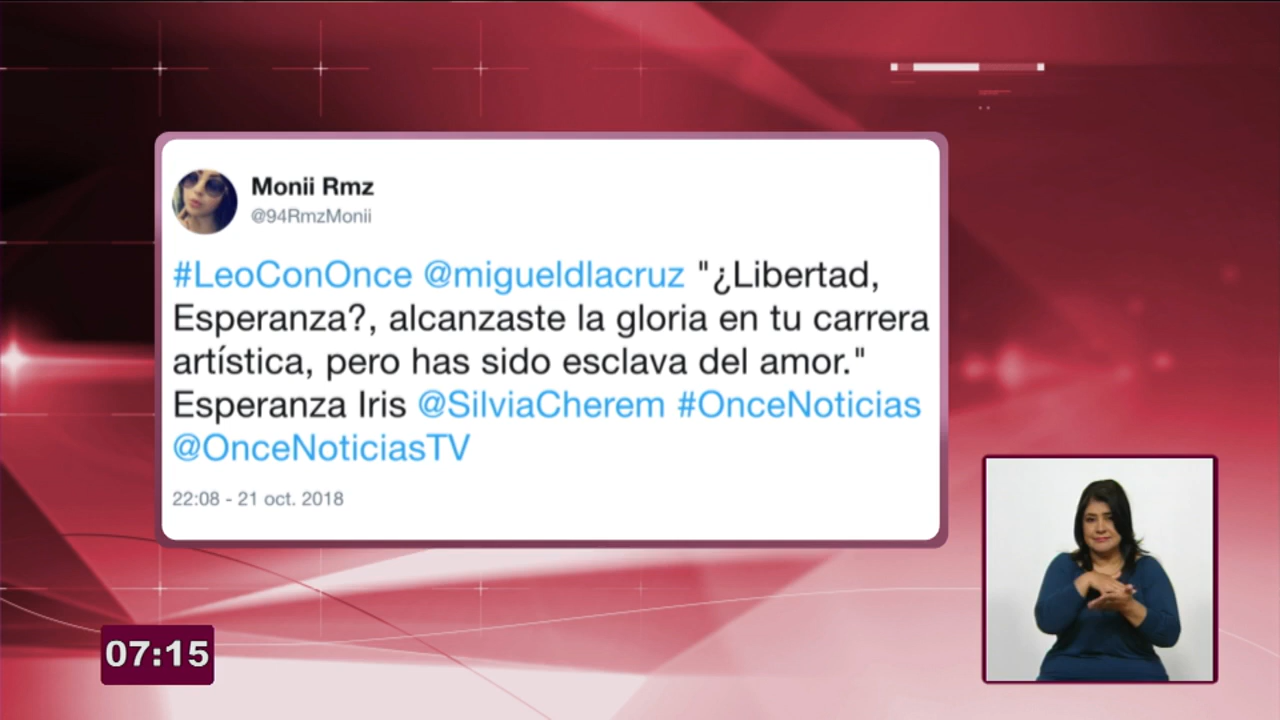 Monii Rmz
@94RmzMonii
#LeoConOnce @migueldlacruz "¿Libertad,
Esperanza?, alcanzaste la gloria en tu carrera
artística, pero has sido esclava del amor."
Esperanza Iris @SilviaCherem #OnceNoticias
@OnceNoticiasTV
22:08 - 21 oct. 2018
07:15